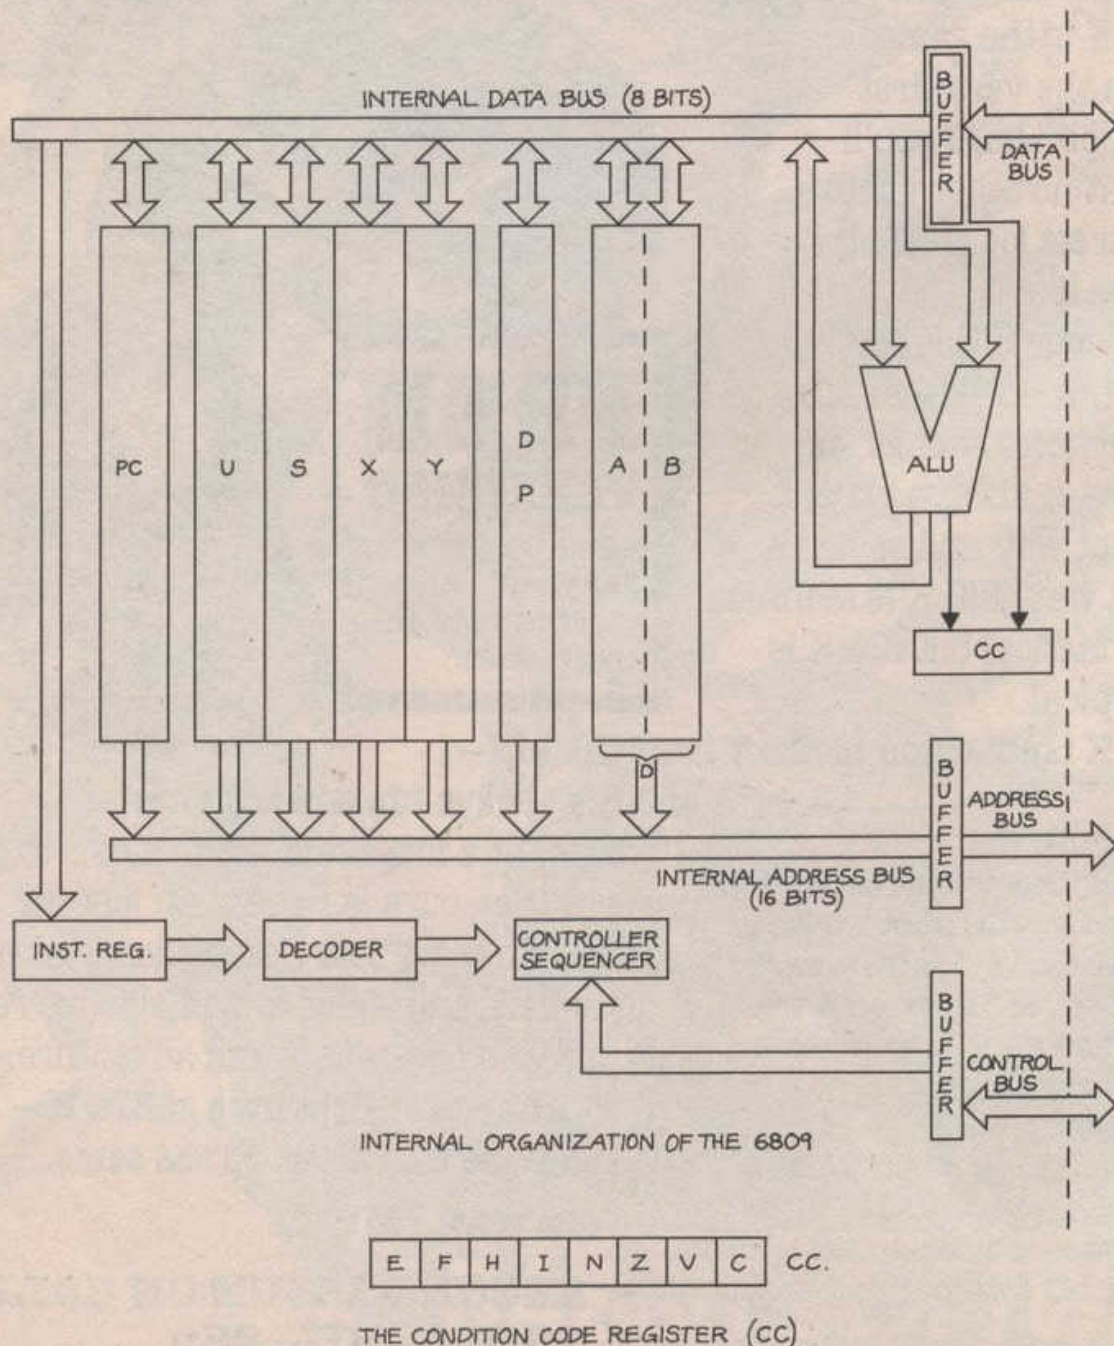 INTERNAL DATA BUS (8 BITS)
BUFFER
DATA
BUS
PC
U
S
X
Y
DP
A
B
ALU
CC
D
BUFFER
ADDRESS
BUS
INTERNAL ADDRESS BUS
(16 BITS)
INST. REG.
DECODER
CONTROLLER
SEQUENCER
BUFFER
CONTROL
BUS
INTERNAL ORGANIZATION OF THE 6809
E F H I N Z V C CC.
THE CONDITION CODE REGISTER (CC)